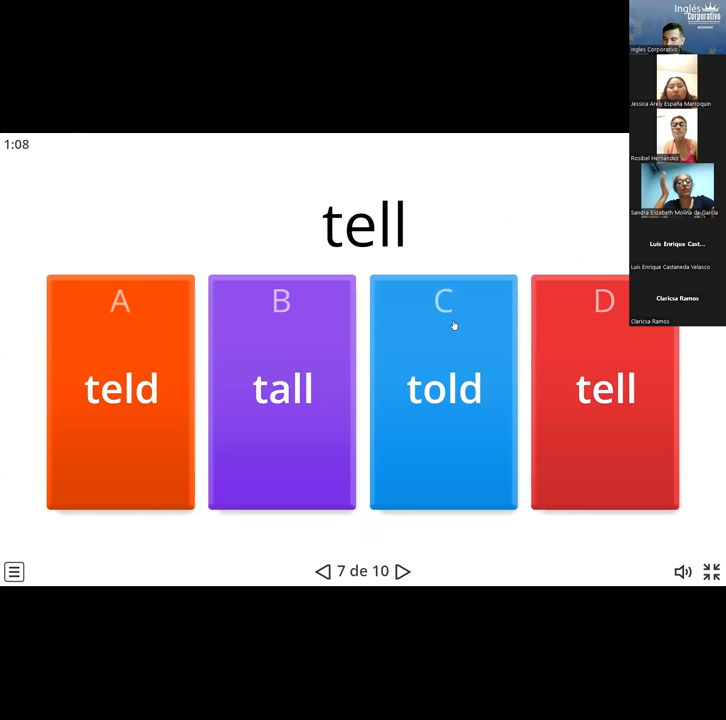 Inglés
Corporativo
Ingles Corporativo
Jessica Arely España Marroquin
Rosibel Hernandez
Sandra Elizabeth Molina de Garcia
Luis Enrique Cast...
Luis Enrique Castaneda Velasco
Claricsa Ramos
Claricsa Ramos
1:08
tell
A
B
C
D
teld
tall
told
tell
7 de 10